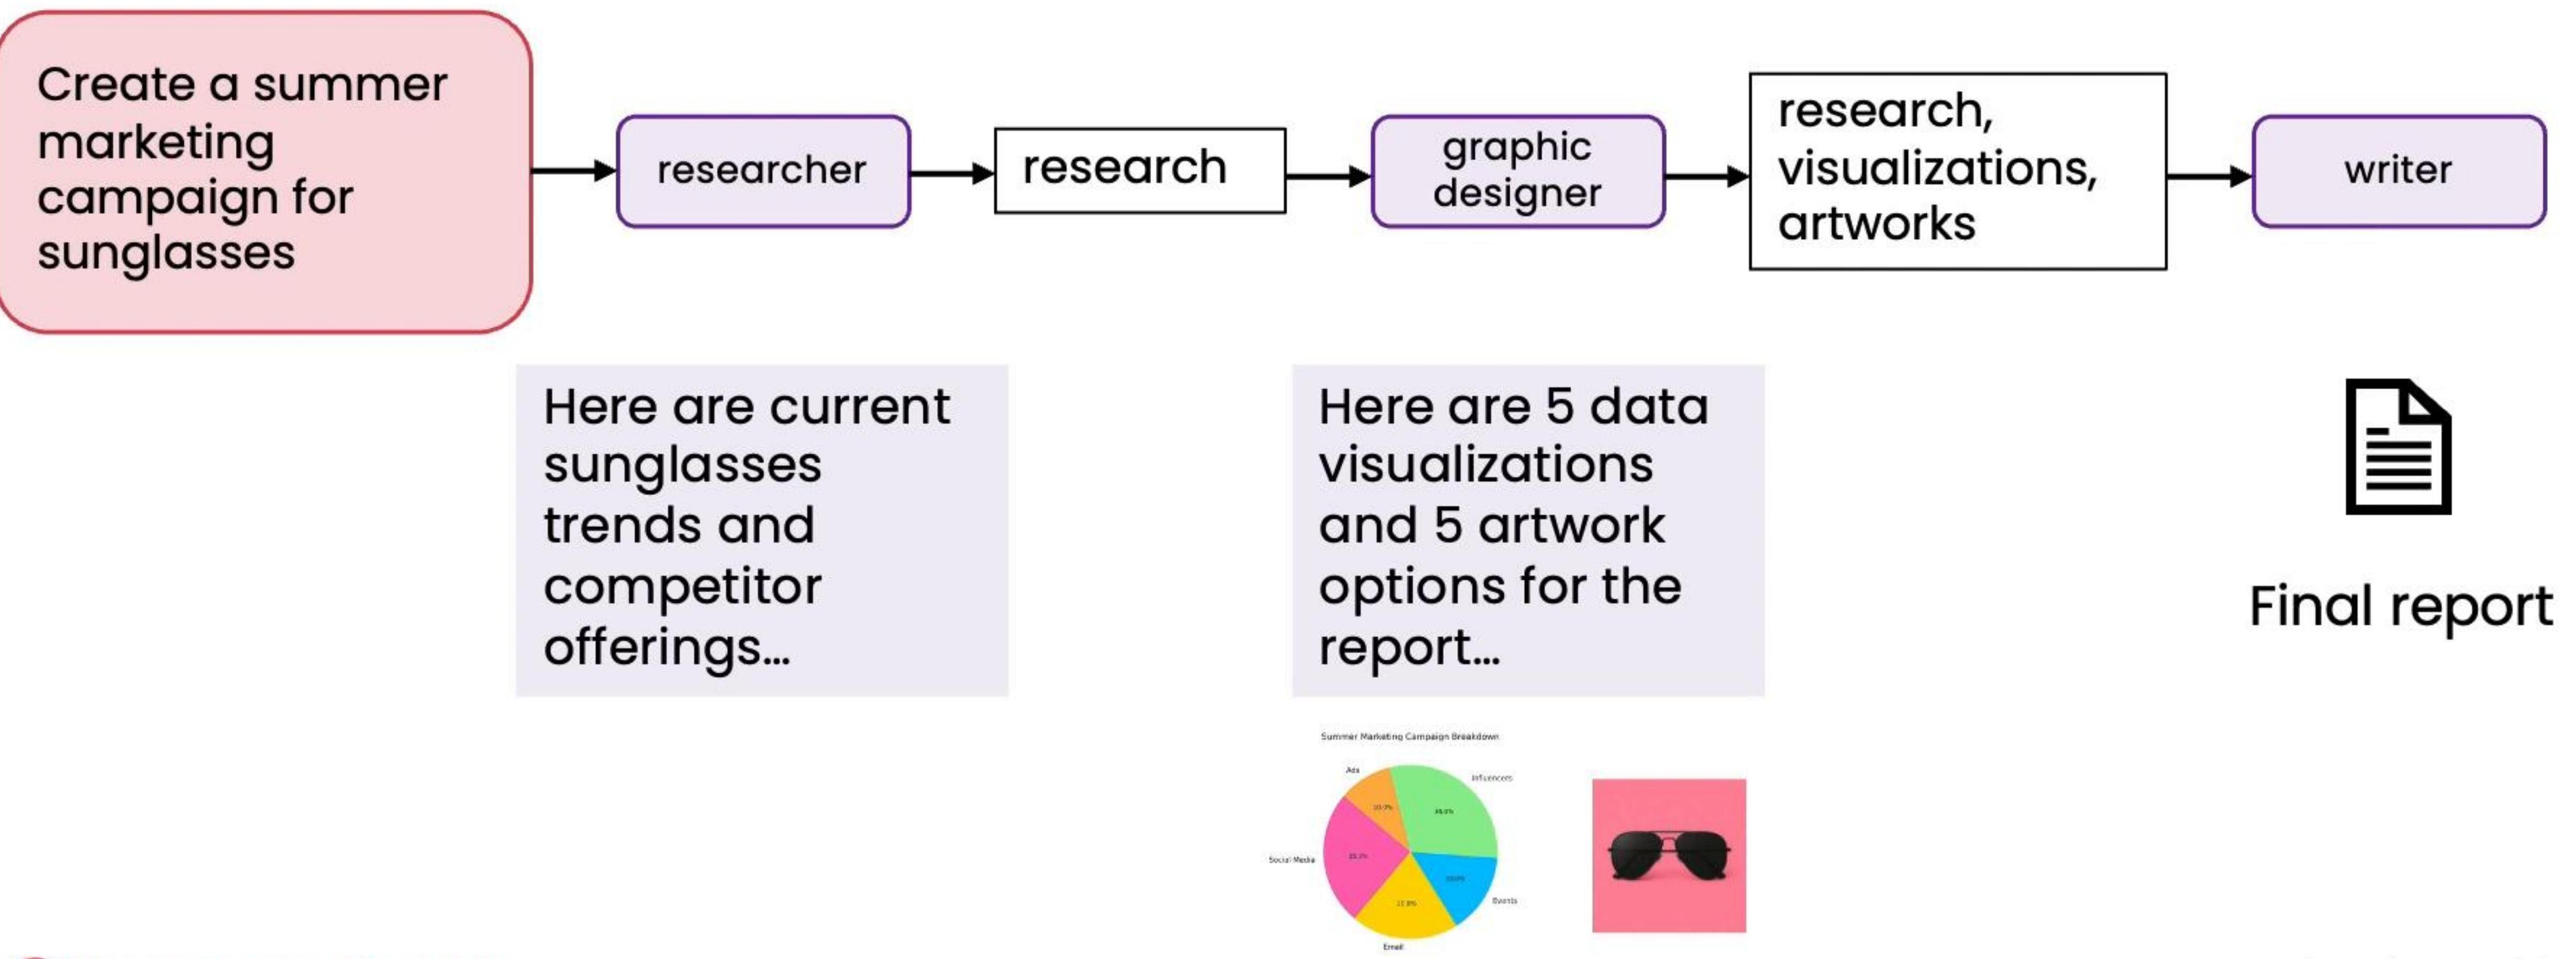 Create a summer
marketing
campaign for
sunglasses
researcher
research
graphic
designer
research,
visualizations,
artworks
writer
Here are current
sunglasses
trends and
competitor
offerings...
Here are 5 data
visualizations
and 5 artwork
options for the
report...
Final report
Summer Marketing Campaign Breakdown
Ads
Influencers
Social Media
Events
Email